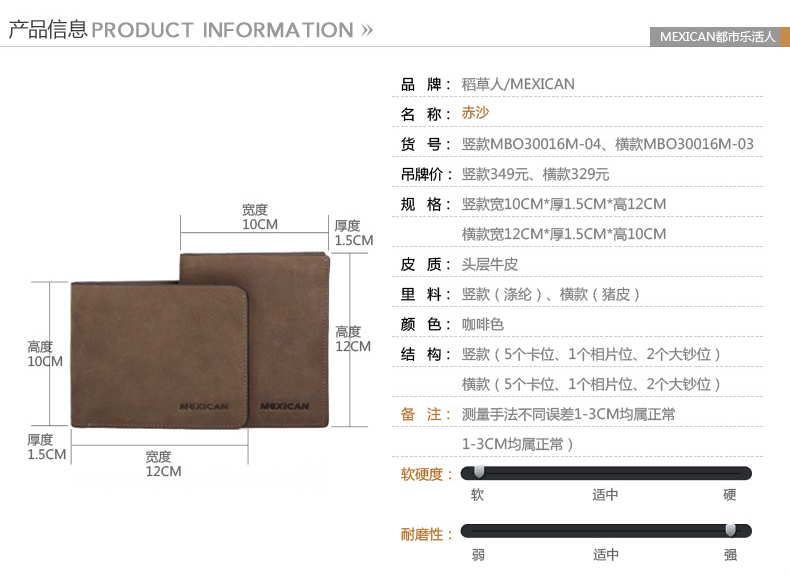 产品信息 PRODUCT INFORMATION »
MEXICAN都市乐活人
品 牌： 稻草人/MEXICAN
名 称： 赤沙
货 号： 竖款MBO30016M-04、横款MBO30016M-03
吊牌价： 竖款349元、横款329元
规 格： 竖款宽10CM*厚1.5CM*高12CM
横款宽12CM*厚1.5CM*高10CM
皮 质： 头层牛皮
里 料： 竖款（涤纶）、横款（猪皮）
颜 色： 咖啡色
结 构： 竖款（5个卡位、1个相片位、2个大钞位）
横款（5个卡位、1个相片位、2个大钞位）
备 注： 测量手法不同误差1-3CM均属正常
1-3CM均属正常）
软硬度：
软 适中 硬
耐磨性：
弱 适中 强
宽度
10CM
厚度
1.5CM
高度
12CM
高度
10CM
MEXICAN
MEXICAN
厚度
1.5CM
宽度
12CM